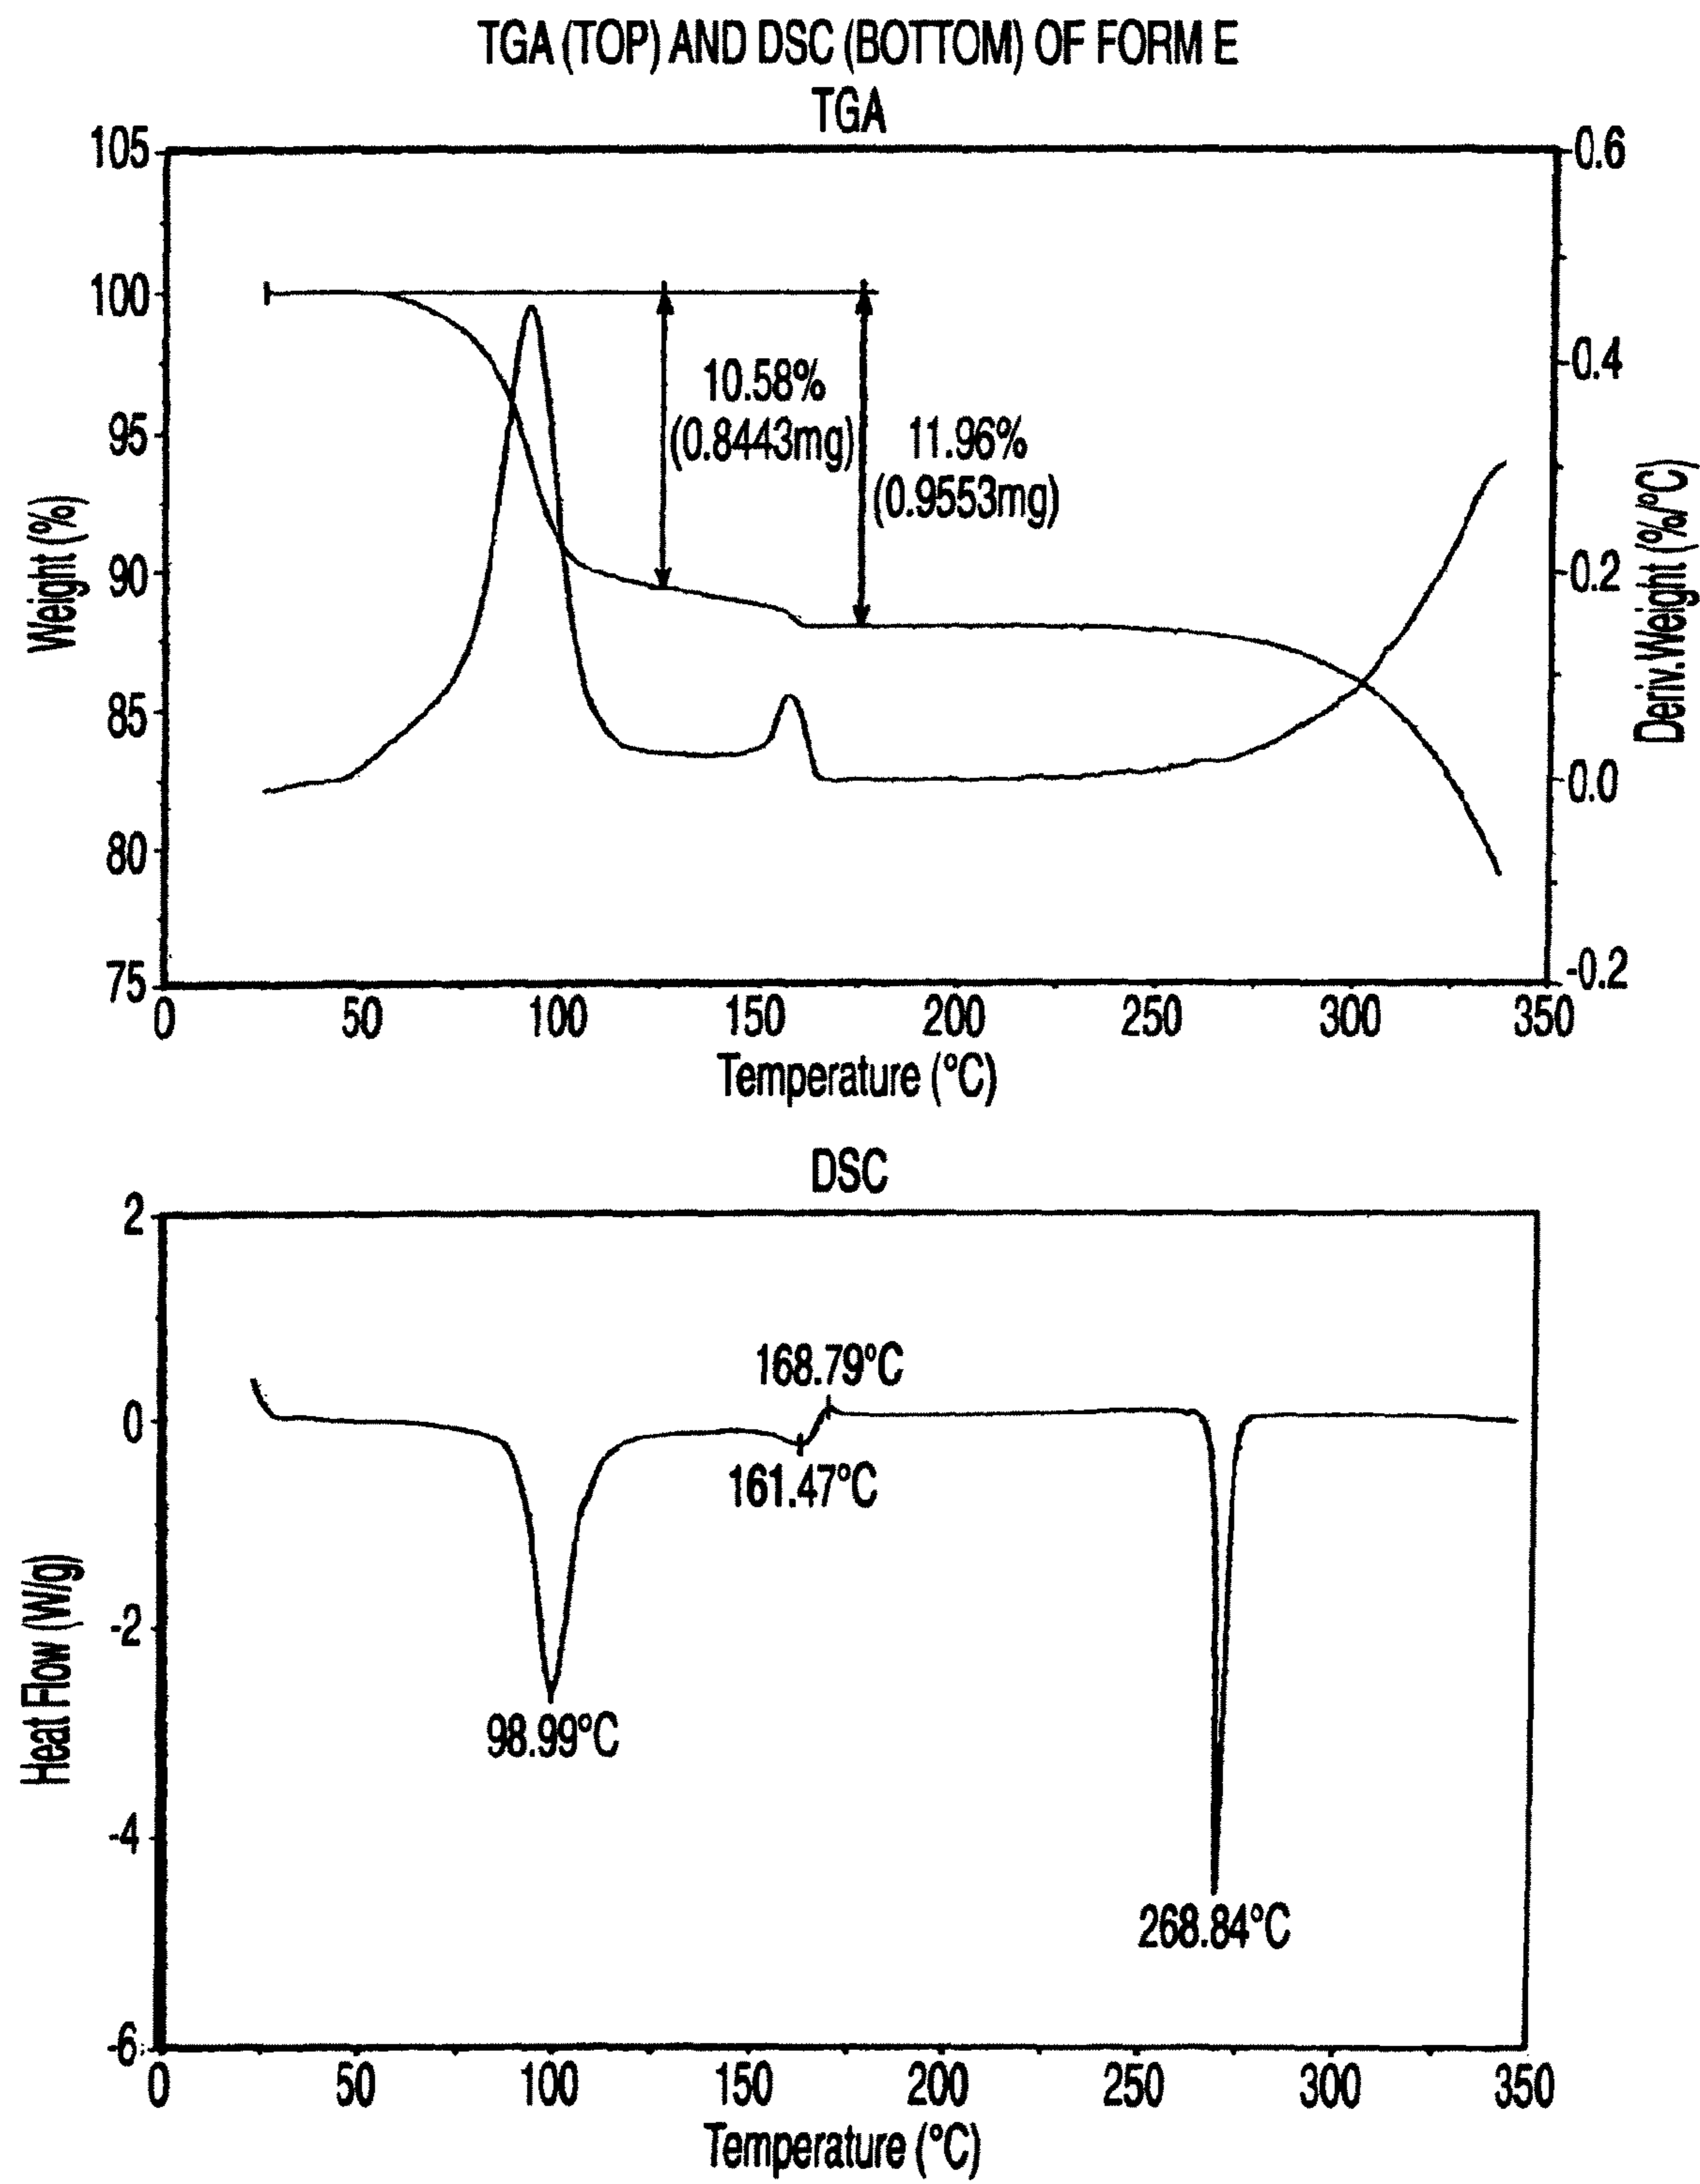 TGA (TOP) AND DSC (BOTTOM) OF FORM E
TGA
105
100
95
90
85
80
75
Weight (%)
0.6
0.4
0.2
0.0
-0.2
Deriv.Weight (%/°C)
10.58%
(0.8443mg)
11.96%
(0.9553mg)
0 50 100 150 200 250 300 350
Temperature (°C)
DSC
2
0
-2
-4
-6
Heat Flow (W/g)
168.79°C
161.47°C
98.99°C
268.84°C
0 50 100 150 200 250 300 350
Temperature (°C)